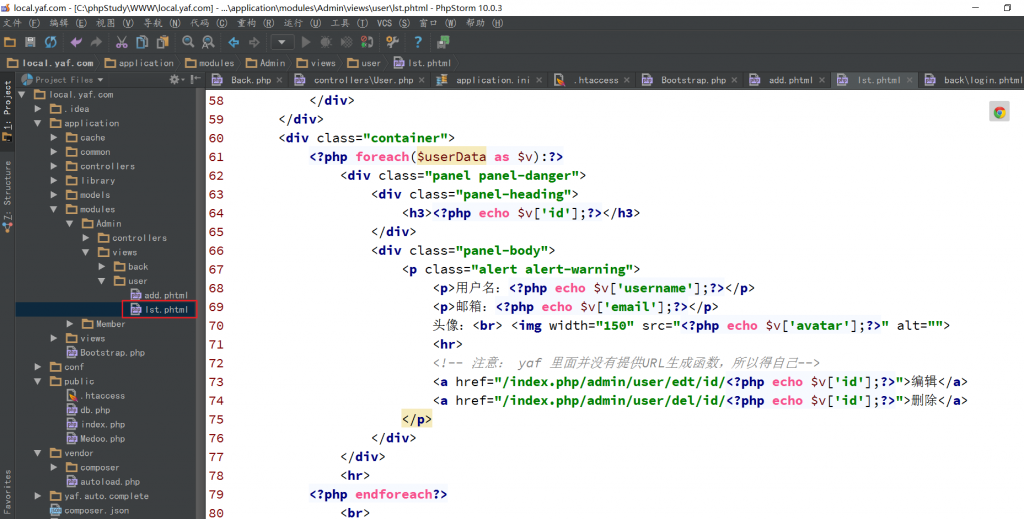 local.yaf.com - [C:\phpStudy\WWW\local.yaf.com] - ...\application\modules\Admin\views\user\lst.phtml - PhpStorm 10.0.3
文件(F) 编辑(E) 视图(V) 导航(N) 代码(C) 重构(R) 运行(U) 工具(T) VCS(S) 窗口(W) 帮助(H)
local.yaf.com application modules Admin views user lst.phtml
Project Files
Back.php controllers\User.php application.ini .htaccess Bootstrap.php add.phtml lst.phtml back\login.phtml
1: Project
Z: Structure
Favorites
local.yaf.com
.idea
application
cache
common
controllers
library
models
modules
Admin
controllers
views
back
user
add.phtml
lst.phtml
Member
views
Bootstrap.php
conf
public
.htaccess
db.php
index.php
Medoo.php
vendor
composer
autoload.php
yaf.auto.complete
composer.json
58 </div>
59 </div>
60 <div class="container">
61 <?php foreach($userData as $v):?>
62 <div class="panel panel-danger">
63 <div class="panel-heading">
64 <h3><?php echo $v['id'];?></h3>
65 </div>
66 <div class="panel-body">
67 <p class="alert alert-warning">
68 <p>用户名：<?php echo $v['username'];?></p>
69 <p>邮箱：<?php echo $v['email'];?></p>
70 头像：<br> <img width="150" src="<?php echo $v['avatar'];?>" alt="">
71 <hr>
72 <!-- 注意： yaf 里面并没有提供URL生成函数，所以得自己-->
73 <a href="/index.php/admin/user/edt/id/<?php echo $v['id'];?>">编辑</a>
74 <a href="/index.php/admin/user/del/id/<?php echo $v['id'];?>">删除</a>
75 </p>
76 </div>
77 </div>
78 <hr>
79 <?php endforeach?>
80 <br>